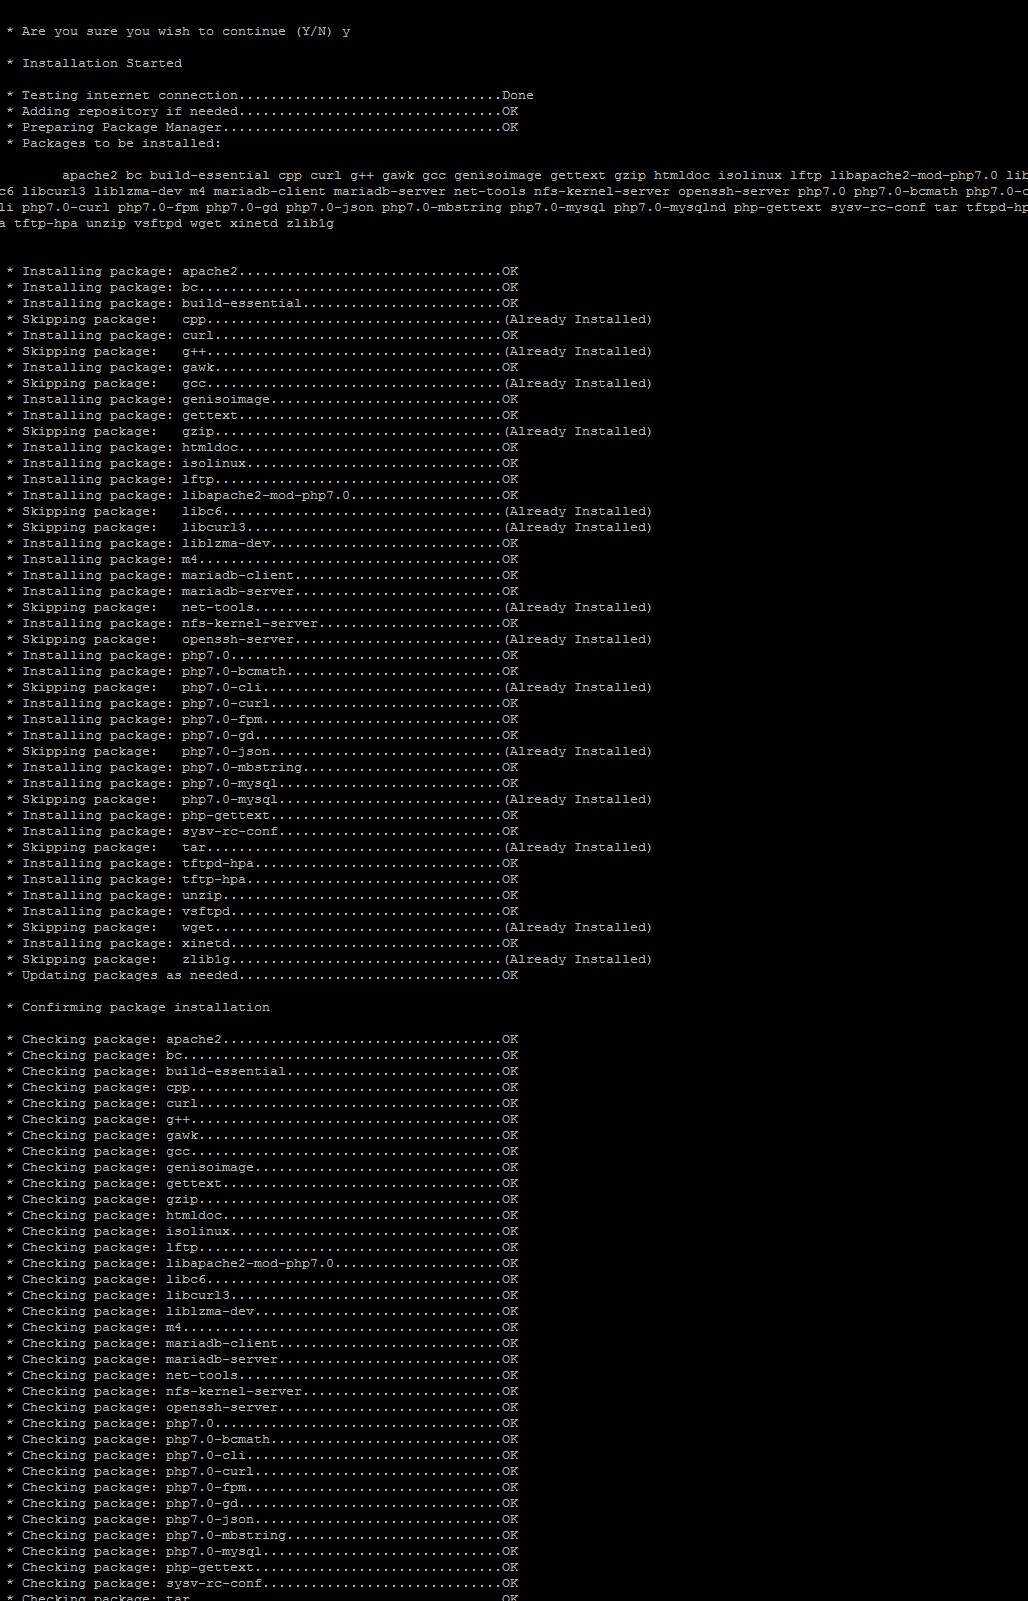 * Are you sure you wish to continue (Y/N) y
* Installation Started
* Testing internet connection.................................Done
* Adding repository if needed.................................OK
* Preparing Package Manager...................................OK
* Packages to be installed:
apache2 bc build-essential cpp curl g++ gawk gcc genisoimage gettext gzip htmldoc isolinux lftp libapache2-mod-php7.0 lib
c6 libcurl3 liblzma-dev m4 mariadb-client mariadb-server net-tools nfs-kernel-server openssh-server php7.0 php7.0-bcmath php7.0-c
li php7.0-curl php7.0-fpm php7.0-gd php7.0-json php7.0-mbstring php7.0-mysql php7.0-mysqlnd php-gettext sysv-rc-conf tar tftpd-hp
a tftp-hpa unzip vsftpd wget xinetd zlib1g
* Installing package: apache2.................................OK
* Installing package: bc......................................OK
* Installing package: build-essential.........................OK
* Skipping package:   cpp.....................................(Already Installed)
* Installing package: curl....................................OK
* Skipping package:   g++.....................................(Already Installed)
* Installing package: gawk....................................OK
* Skipping package:   gcc.....................................(Already Installed)
* Installing package: genisoimage.............................OK
* Installing package: gettext.................................OK
* Skipping package:   gzip....................................(Already Installed)
* Installing package: htmldoc.................................OK
* Installing package: isolinux................................OK
* Installing package: lftp....................................OK
* Installing package: libapache2-mod-php7.0...................OK
* Skipping package:   libc6...................................(Already Installed)
* Skipping package:   libcurl3................................(Already Installed)
* Installing package: liblzma-dev.............................OK
* Installing package: m4......................................OK
* Installing package: mariadb-client..........................OK
* Installing package: mariadb-server..........................OK
* Skipping package:   net-tools...............................(Already Installed)
* Installing package: nfs-kernel-server.......................OK
* Skipping package:   openssh-server..........................(Already Installed)
* Installing package: php7.0..................................OK
* Installing package: php7.0-bcmath...........................OK
* Skipping package:   php7.0-cli..............................(Already Installed)
* Installing package: php7.0-curl.............................OK
* Installing package: php7.0-fpm..............................OK
* Installing package: php7.0-gd...............................OK
* Skipping package:   php7.0-json.............................(Already Installed)
* Installing package: php7.0-mbstring.........................OK
* Installing package: php7.0-mysql............................OK
* Skipping package:   php7.0-mysql............................(Already Installed)
* Installing package: php-gettext.............................OK
* Installing package: sysv-rc-conf............................OK
* Skipping package:   tar.....................................(Already Installed)
* Installing package: tftpd-hpa...............................OK
* Installing package: tftp-hpa................................OK
* Installing package: unzip...................................OK
* Installing package: vsftpd..................................OK
* Skipping package:   wget....................................(Already Installed)
* Installing package: xinetd..................................OK
* Skipping package:   zlib1g..................................(Already Installed)
* Updating packages as needed.................................OK
* Confirming package installation
* Checking package: apache2...................................OK
* Checking package: bc........................................OK
* Checking package: build-essential...........................OK
* Checking package: cpp.......................................OK
* Checking package: curl......................................OK
* Checking package: g++.......................................OK
* Checking package: gawk......................................OK
* Checking package: gcc.......................................OK
* Checking package: genisoimage...............................OK
* Checking package: gettext...................................OK
* Checking package: gzip......................................OK
* Checking package: htmldoc...................................OK
* Checking package: isolinux..................................OK
* Checking package: lftp......................................OK
* Checking package: libapache2-mod-php7.0.....................OK
* Checking package: libc6.....................................OK
* Checking package: libcurl3..................................OK
* Checking package: liblzma-dev...............................OK
* Checking package: m4........................................OK
* Checking package: mariadb-client............................OK
* Checking package: mariadb-server............................OK
* Checking package: net-tools.................................OK
* Checking package: nfs-kernel-server.........................OK
* Checking package: openssh-server............................OK
* Checking package: php7.0....................................OK
* Checking package: php7.0-bcmath.............................OK
* Checking package: php7.0-cli................................OK
* Checking package: php7.0-curl...............................OK
* Checking package: php7.0-fpm................................OK
* Checking package: php7.0-gd.................................OK
* Checking package: php7.0-json...............................OK
* Checking package: php7.0-mbstring...........................OK
* Checking package: php7.0-mysql..............................OK
* Checking package: php-gettext...............................OK
* Checking package: sysv-rc-conf..............................OK
* Checking package: tar.......................................OK